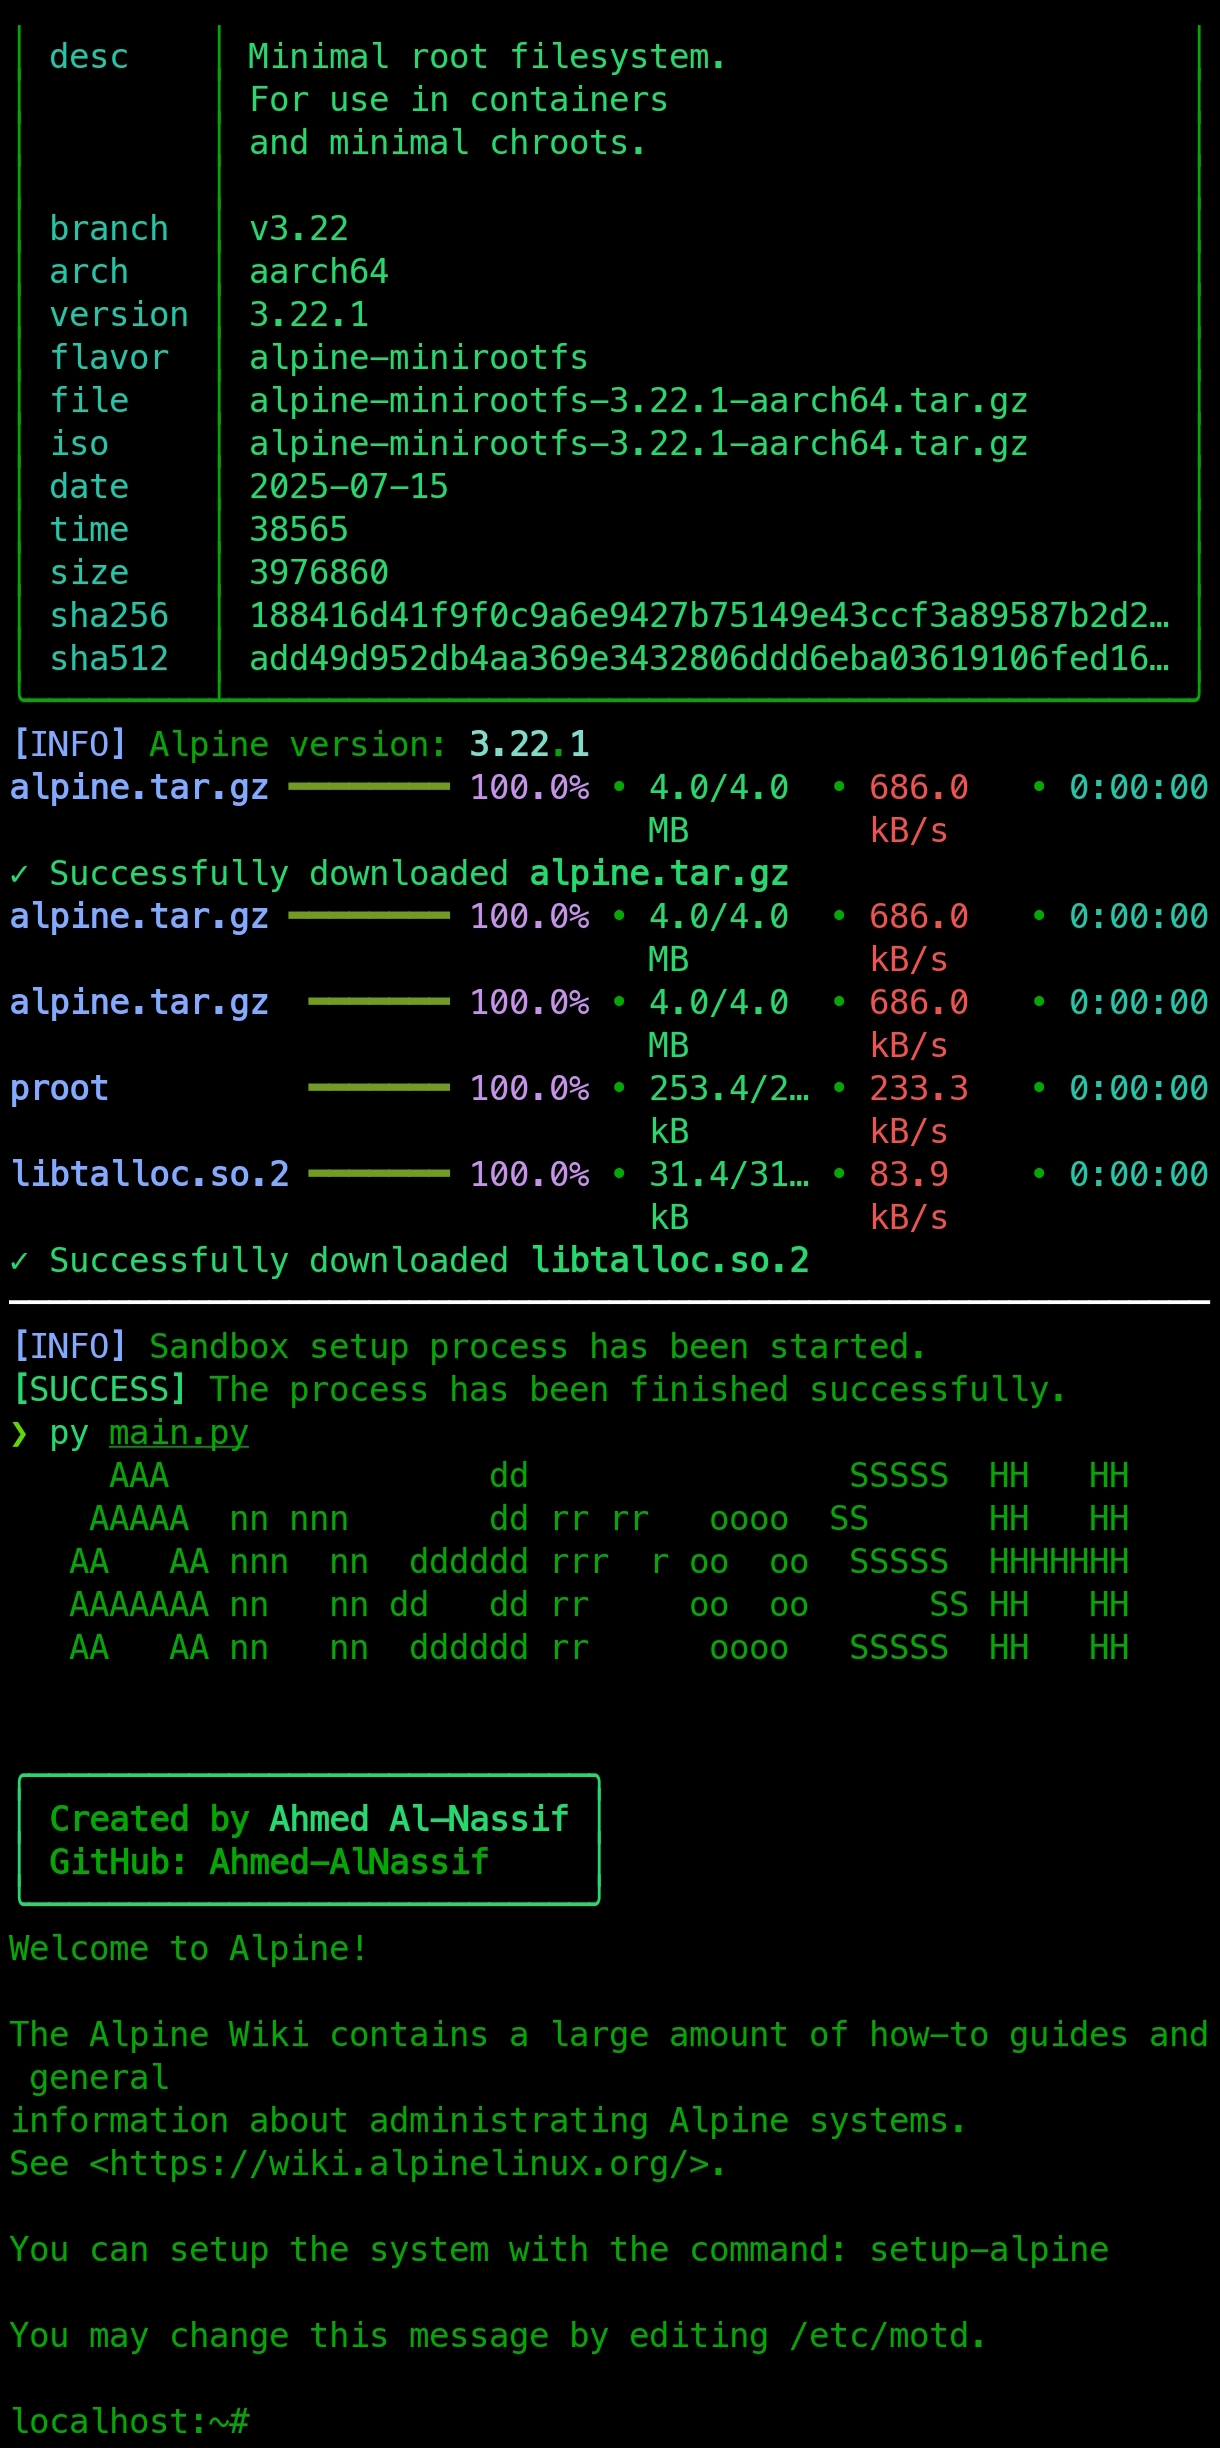 desc Minimal root filesystem.
For use in containers
and minimal chroots.
branch v3.22
arch aarch64
version 3.22.1
flavor alpine-minirootfs
file alpine-minirootfs-3.22.1-aarch64.tar.gz
iso alpine-minirootfs-3.22.1-aarch64.tar.gz
date 2025-07-15
time 38565
size 3976860
sha256 188416d41f9f0c9a6e9427b75149e43ccf3a89587b2d2…
sha512 add49d952db4aa369e3432806ddd6eba03619106fed16…
[INFO] Alpine version: 3.22.1
alpine.tar.gz ━━━━━━━━ 100.0% • 4.0/4.0 • 686.0 • 0:00:00
MB kB/s
✓ Successfully downloaded alpine.tar.gz
alpine.tar.gz ━━━━━━━━ 100.0% • 4.0/4.0 • 686.0 • 0:00:00
MB kB/s
alpine.tar.gz ━━━━━━━ 100.0% • 4.0/4.0 • 686.0 • 0:00:00
MB kB/s
proot ━━━━━━━ 100.0% • 253.4/2… • 233.3 • 0:00:00
kB kB/s
libtalloc.so.2 ━━━━━━━ 100.0% • 31.4/31… • 83.9 • 0:00:00
kB kB/s
✓ Successfully downloaded libtalloc.so.2
[INFO] Sandbox setup process has been started.
[SUCCESS] The process has been finished successfully.
❯ py main.py
     AAA                dd                SSSSS  HH   HH
    AAAAA  nn nnn       dd rr rr   oooo  SS      HH   HH
   AA   AA nnn  nn  dddddd rrr  r oo  oo  SSSSS  HHHHHHH
   AAAAAAA nn   nn dd   dd rr     oo  oo      SS HH   HH
   AA   AA nn   nn  dddddd rr      oooo   SSSSS  HH   HH
Created by Ahmed Al-Nassif
GitHub: Ahmed-AlNassif
Welcome to Alpine!
The Alpine Wiki contains a large amount of how-to guides and
general
information about administrating Alpine systems.
See <https://wiki.alpinelinux.org/>.
You can setup the system with the command: setup-alpine
You may change this message by editing /etc/motd.
localhost:~#